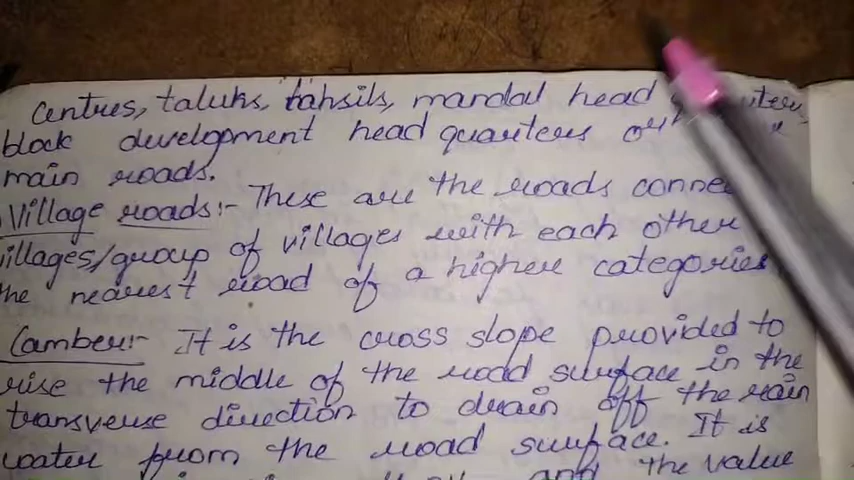 centres, taluks, tahsils, mandal head
block development head quarters
main roads.
Village roads:- These are the roads
villages/group of villages with each other
the nearest road of a higher categories
Camber:- It is the cross slope provided to
rise the middle of the road surface in the
transverse direction to drain off the rain
water from the road surface. It is
and the value